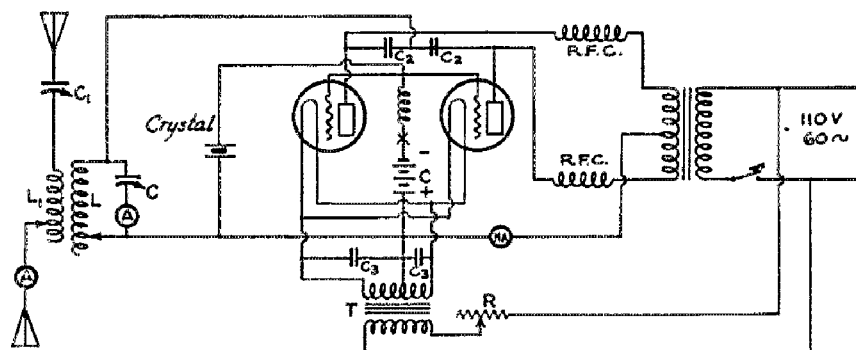 C2
C2
R.F.C.
C1
Crystal
-
C
+
110 V
60 ~
R.F.C.
L1
L
C
A
A
MA
C3
C3
T
R